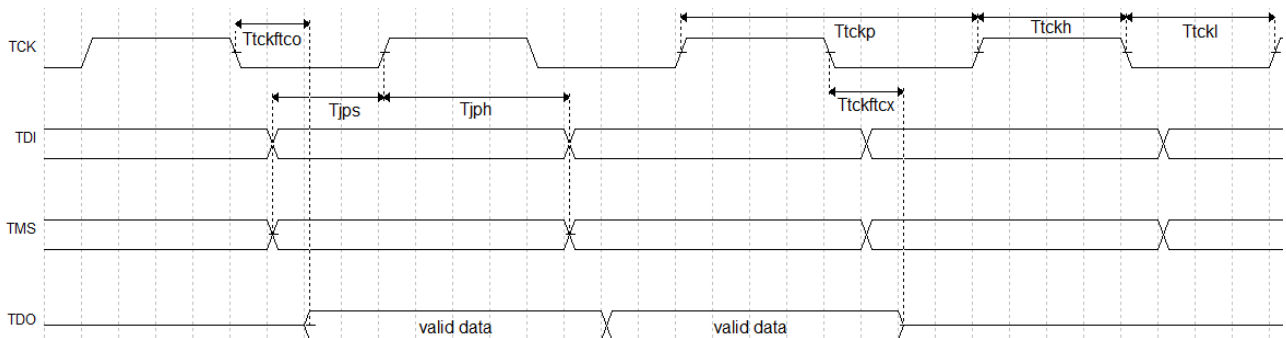 Ttckftco
Ttckp
Ttckh
Ttckl
TCK
Tjps
Tjph
Ttckftcx
TDI
TMS
TDO
valid data
valid data